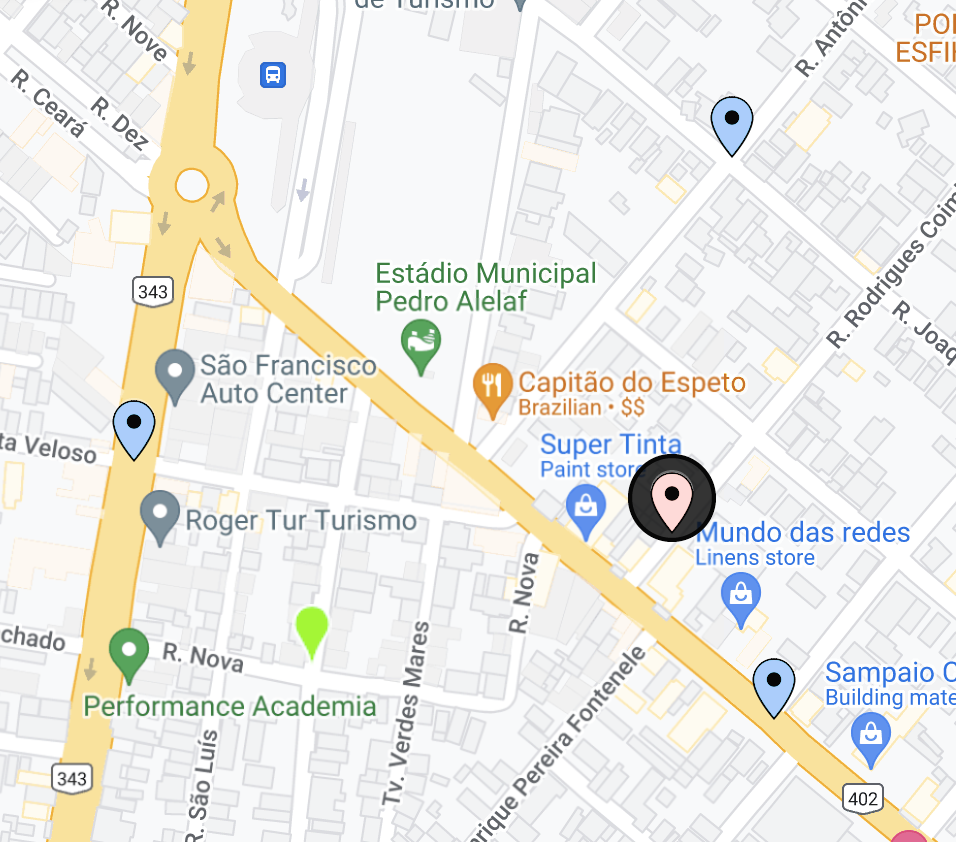 de Turismo
R. Nove
R. Antôn
POI
ESFIH
R. Ceará
R. Dez
R. Rodrigues Coim
Estádio Municipal
Pedro Alelaf
343
R. Joaq
São Francisco
Auto Center
Capitão do Espeto
Brazilian • $$
Super Tinta
Paint store
ta Veloso
Roger Tur Turismo
Mundo das redes
Linens store
R. Nova
chado
R. Nova
Tv. Verdes Mares
Sampaio C
Building mate
Performance Academia
nrique Pereira Fontenele
R. São Luís
343
402